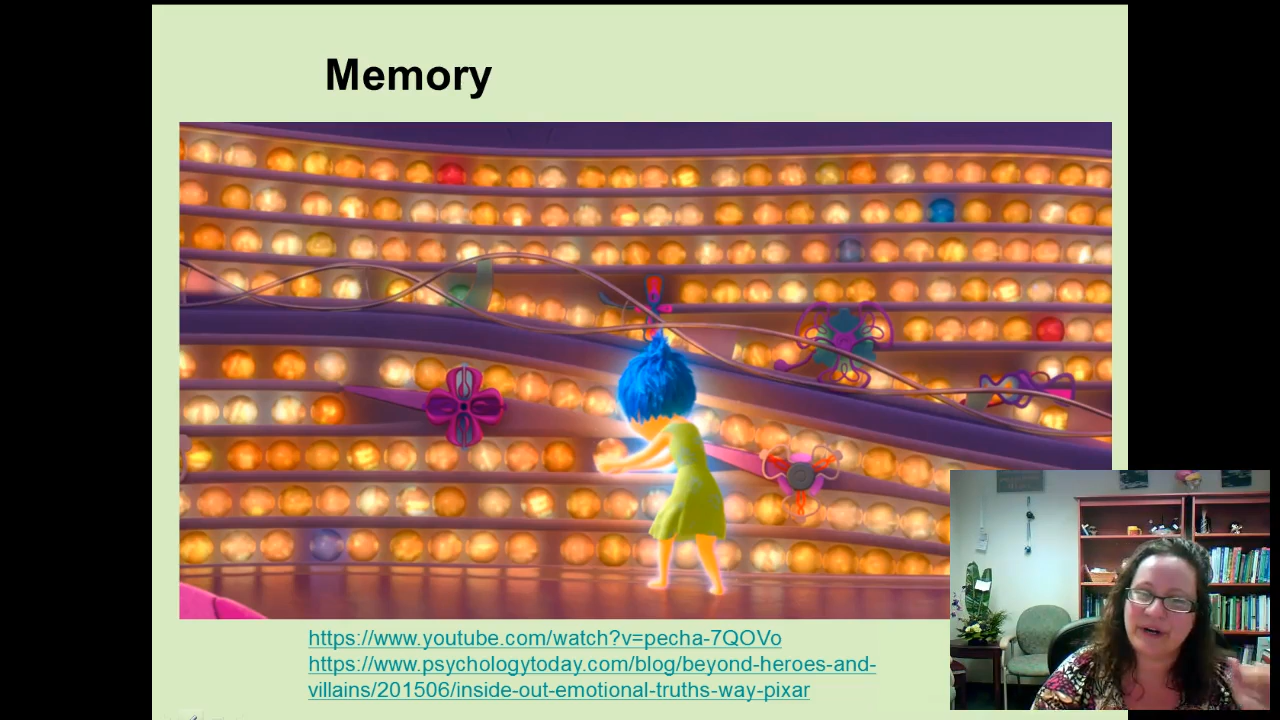 Memory
https://www.youtube.com/watch?v=pecha-7QOVo
https://www.psychologytoday.com/blog/beyond-heroes-and-
villains/201506/inside-out-emotional-truths-way-pixar